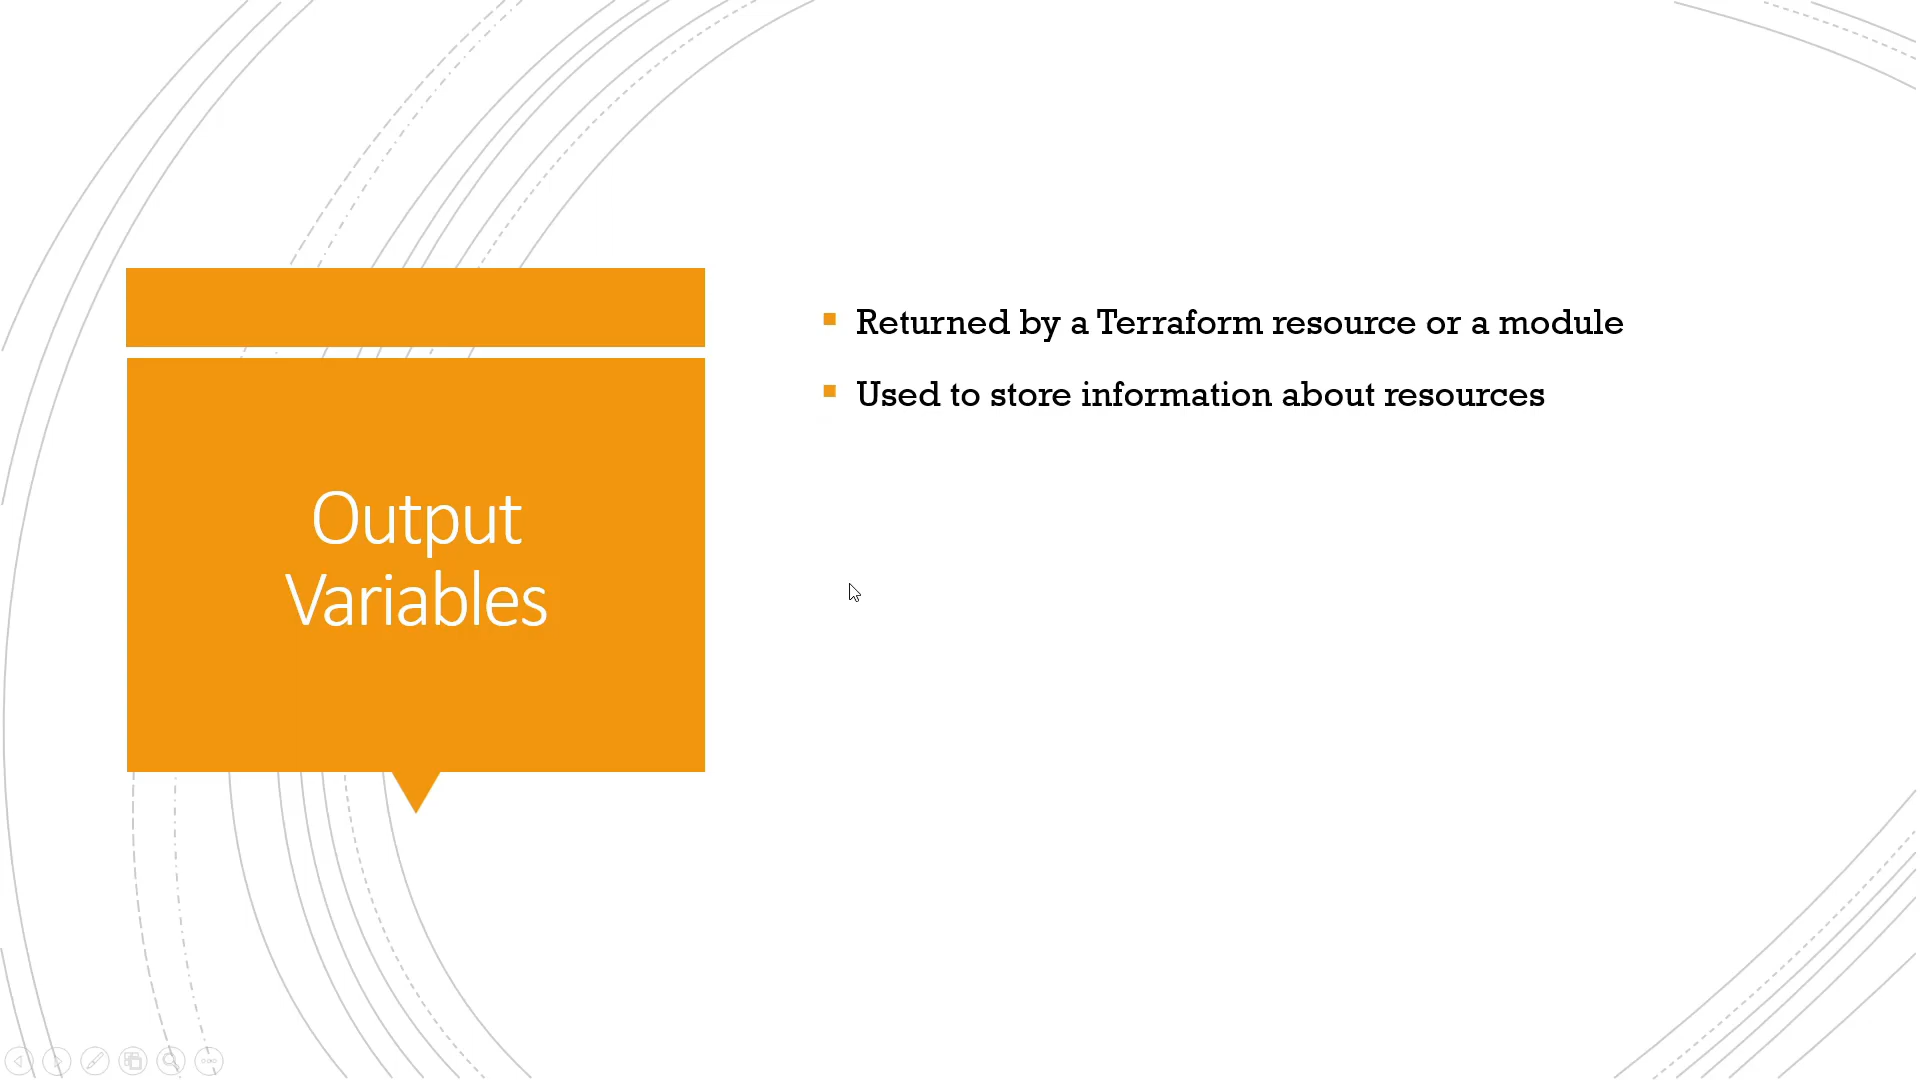 Output
Variables
Returned by a Terraform resource or a module
Used to store information about resources